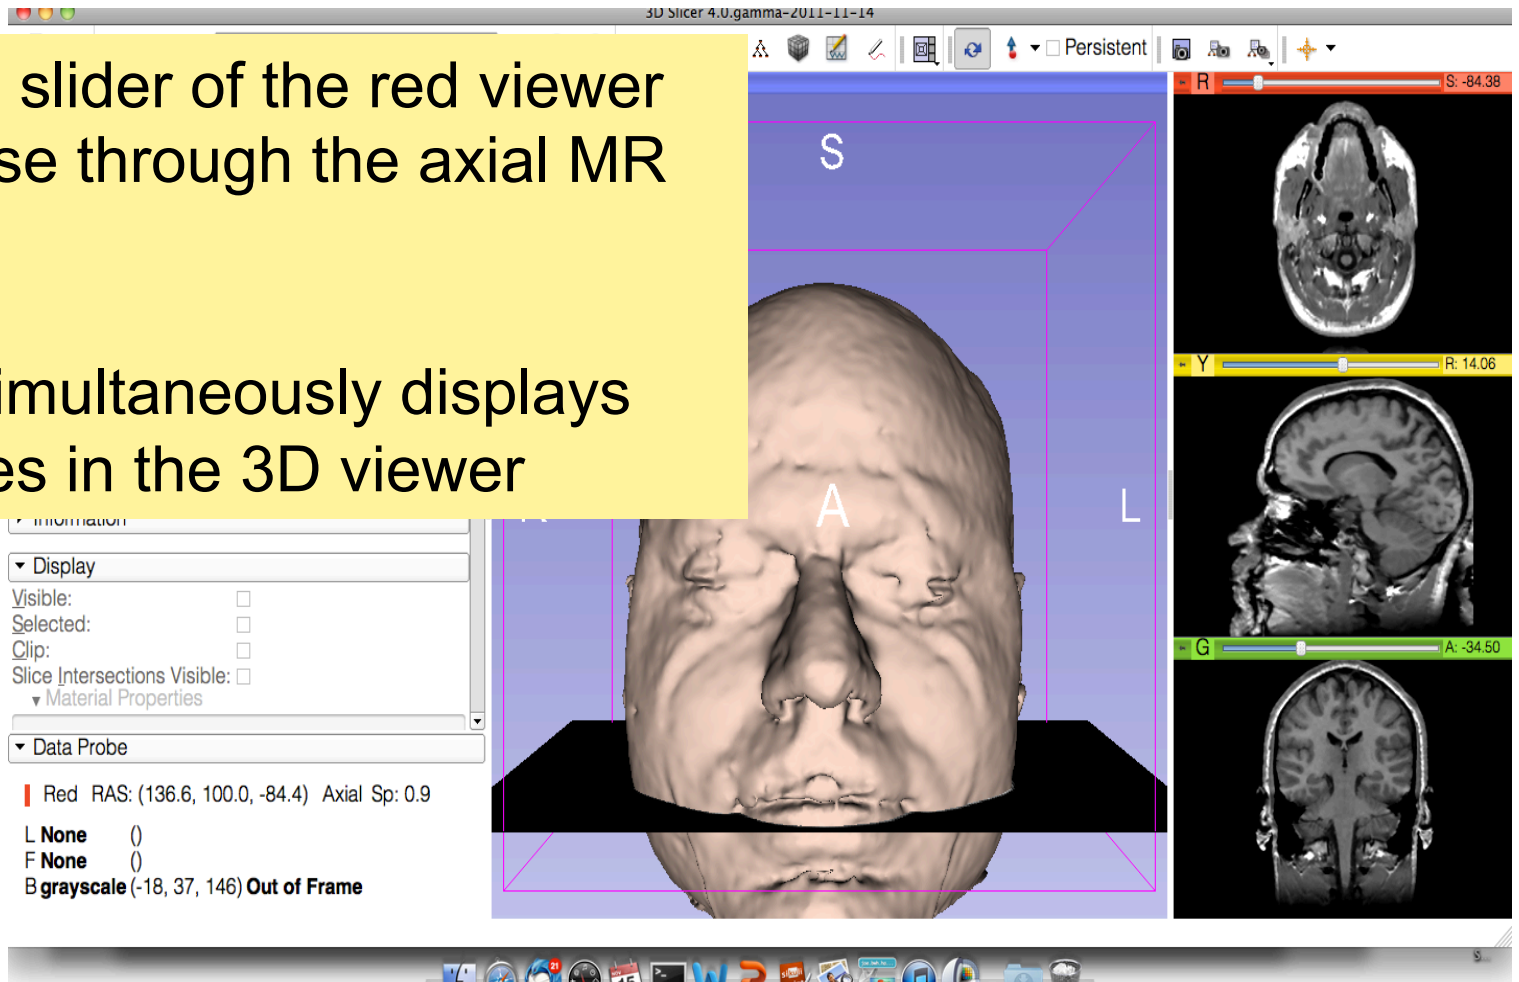 3D Slicer 4.0.gamma-2011-11-14
Persistent
slider of the red viewer
se through the axial MR
imultaneously displays
es in the 3D viewer
R S: -84.38
S
Y R: 14.06
A
L
G A: -34.50
Information
Display
Visible:
Selected:
Clip:
Slice Intersections Visible:
Material Properties
Data Probe
Red RAS: (136.6, 100.0, -84.4) Axial Sp: 0.9
L None ()
F None ()
B grayscale (-18, 37, 146) Out of Frame
21
S...